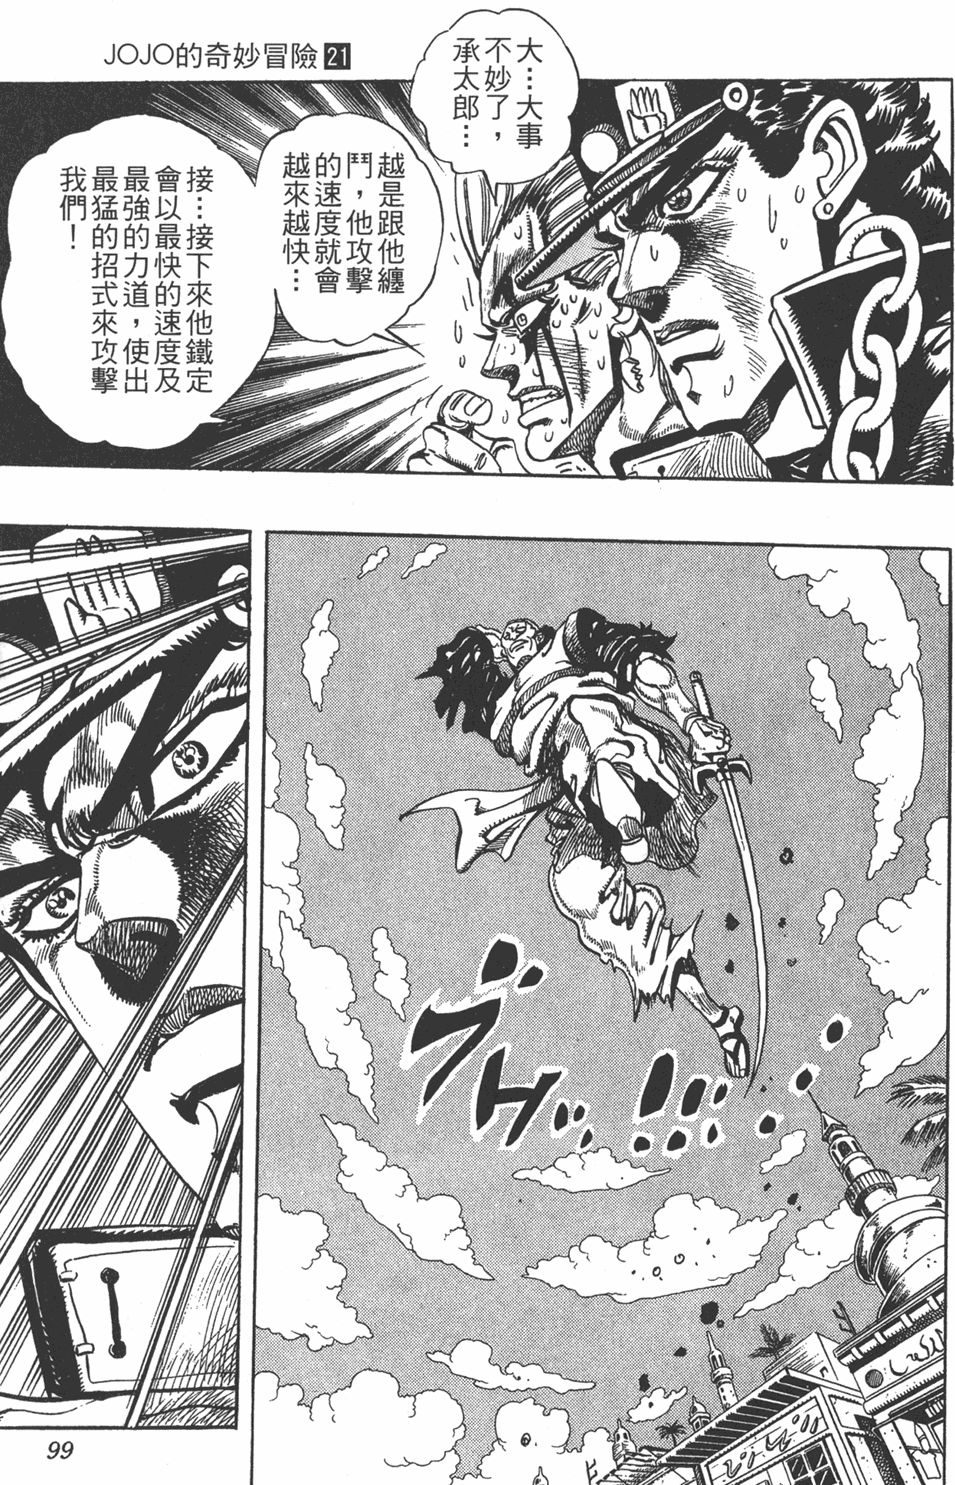 JOJO的奇妙冒險 21
大…大事
不妙了，
承太郎…
越是跟他纏
鬥，他攻擊
的速度就會
越來越快…
接…接下來他鐵定
會以最快的速度及
最強的力道，使出
最猛的招式來攻擊
我們！
ブンッ!!!
99